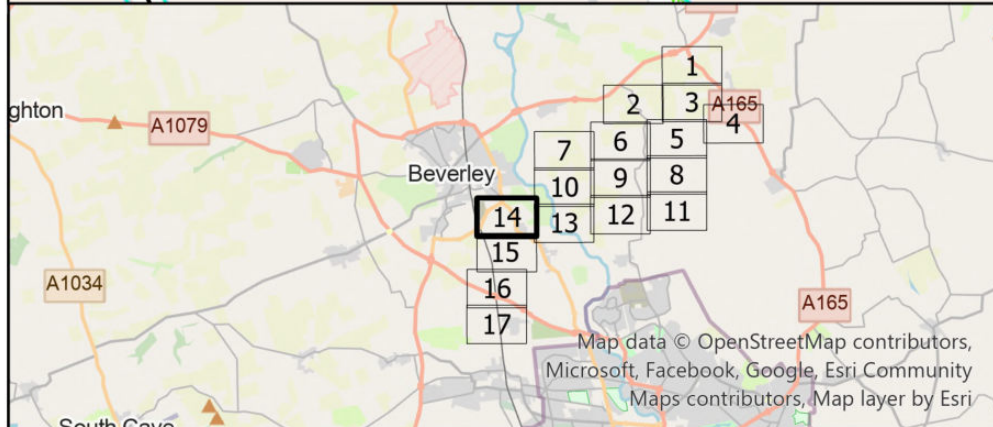 1
2
3
A165
4
ghton
A1079
7
6
5
Beverley
10
9
8
14
13
12
11
15
A1034
16
A165
17
Map data © OpenStreetMap contributors,
Microsoft, Facebook, Google, Esri Community
Maps contributors, Map layer by Esri
South Cave